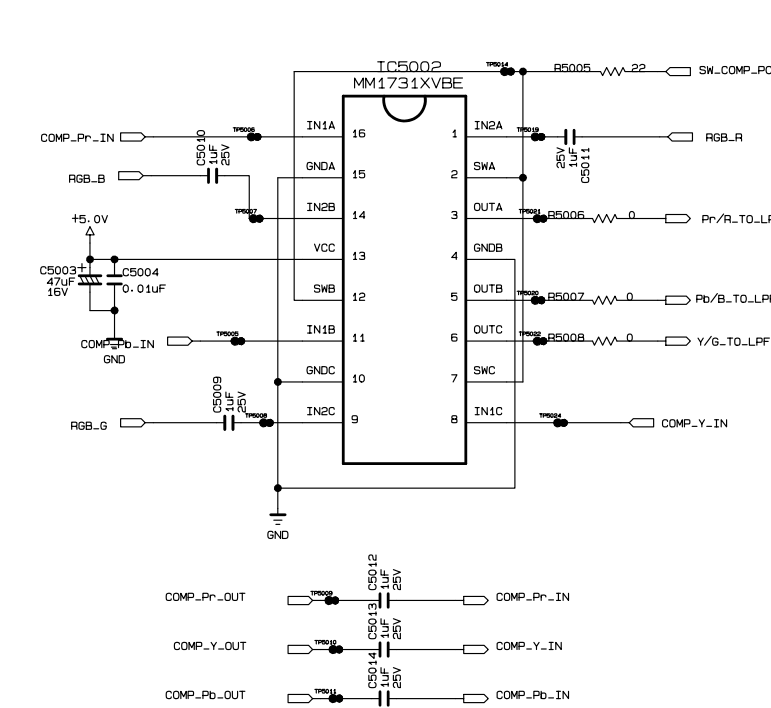 IC5002
MM1731XVBE
TP5014
R5005 22
SW_COMP_PO
COMP_Pr_IN
TP5006
IN1A
16
1
IN2A
TP5019
25V
1uF
C5011
RGB_R
C5010
1uF
25V
RGB_B
GNDA
15
2
SWA
TP5007
IN2B
14
3
OUTA
TP5021
R5006 0
Pr/R_TO_LP
+5.0V
VCC
13
4
GNDB
C5003
+
47uF
16V
C5004
0.01uF
SWB
12
5
OUTB
TP5020
R5007 0
Pb/B_TO_LP
COMP_Pb_IN
GND
TP5005
IN1B
11
6
OUTC
TP5022
R5008 0
Y/G_TO_LPF
GNDC
10
7
SWC
C5009
1uF
25V
RGB_G
TP5008
IN2C
9
8
IN1C
TP5024
COMP_Y_IN
GND
COMP_Pr_OUT
TP5009
C5012
1uF
25V
COMP_Pr_IN
COMP_Y_OUT
TP5010
C5013
1uF
25V
COMP_Y_IN
COMP_Pb_OUT
TP5011
C5014
1uF
25V
COMP_Pb_IN